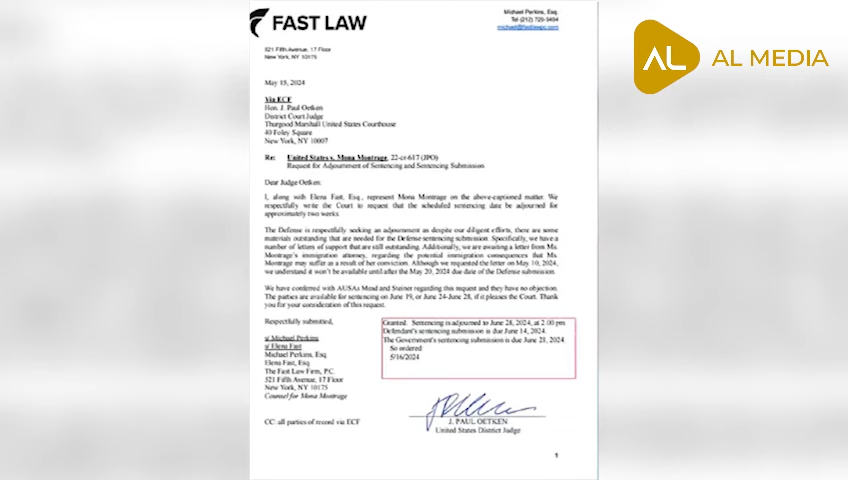 FAST LAW
Michael Perkins, Esq.
Tel (212) 729-9494
michael@fastlawpc.com
521 Fifth Avenue, 17 Floor
New York, NY 10175
AL MEDIA
May 15, 2024
Via ECF
Hon. J. Paul Oetken
District Court Judge
Thurgood Marshall United States Courthouse
40 Foley Square
New York, NY 10007
Re: United States v. Mona Montrage, 22-cr-617 (JPO)
Request for Adjournment of Sentencing and Sentencing Submission
Dear Judge Oetken:
I, along with Elena Fast, Esq., represent Mona Montrage on the above-captioned matter. We
respectfully write the Court to request that the scheduled sentencing date be adjourned for
approximately two weeks.
The Defense is respectfully seeking an adjournment as despite our diligent efforts, there are some
materials outstanding that are needed for the Defense sentencing submission. Specifically, we have a
number of letters of support that are still outstanding. Additionally, we are awaiting a letter from Ms.
Montrage's immigration attorney, regarding the potential immigration consequences that Ms.
Montrage may suffer as a result of her conviction. Although we requested the letter on May 10, 2024,
we understand it won't be available until after the May 20, 2024 due date of the Defense submission.
We have conferred with AUSAs Mead and Steiner regarding this request and they have no objection.
The parties are available for sentencing on June 19, or June 24-June 28, if it pleases the Court. Thank
you for your consideration of this request.
Respectfully submitted,
s/ Michael Perkins
s/ Elena Fast
Michael Perkins, Esq.
Elena Fast, Esq.
The Fast Law Firm, P.C.
521 Fifth Avenue, 17 Floor
New York, NY 10175
Counsel for Mona Montrage
Granted. Sentencing is adjourned to June 28, 2024, at 2:00 pm.
Defendant's sentencing submission is due June 14, 2024.
The Government's sentencing submission is due June 21, 2024.
So ordered
5/16/2024
J. PAUL OETKEN
United States District Judge
CC: all parties of record via ECF
1